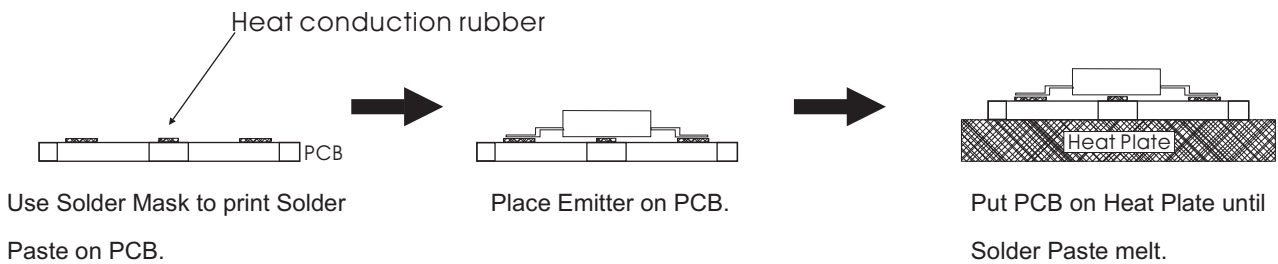 Heat conduction rubber
PCB
Heat Plate
Use Solder Mask to print Solder
Paste on PCB.
Place Emitter on PCB.
Put PCB on Heat Plate until
Solder Paste melt.